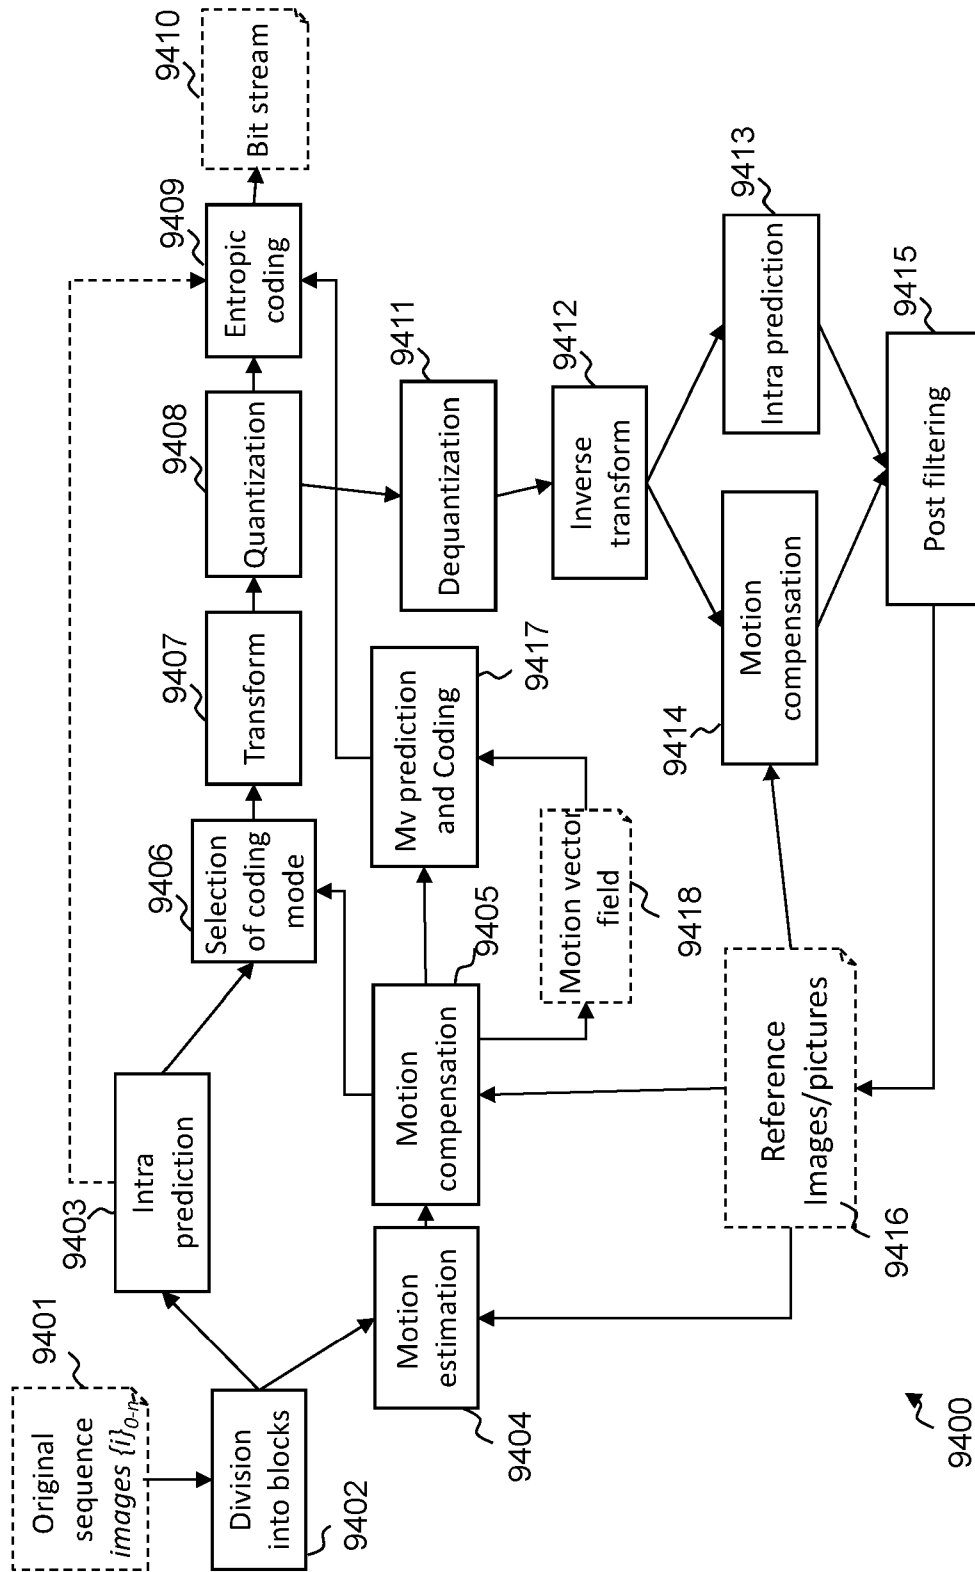 9401
Original
sequence
images {i}0-n
Division
into blocks
9402
9403
Intra
prediction
Motion
estimation
9404
9406
Selection
of coding
mode
Motion
compensation
9405
9407
Transform
9408
Quantization
9409
Entropic
coding
9410
Bit stream
Mv prediction
and Coding
9417
Motion vector
field
9418
9411
Dequantization
9412
Inverse
transform
9413
Intra prediction
9414
Motion
compensation
9415
Post filtering
Reference
Images/pictures
9416
9400